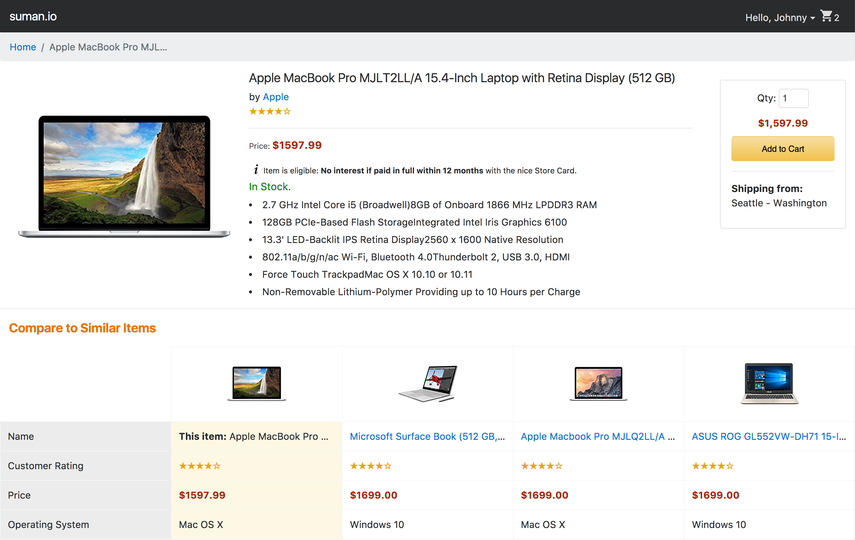 suman.io
Hello, Johnny
2
Home / Apple MacBook Pro MJL...
Apple MacBook Pro MJLT2LL/A 15.4-Inch Laptop with Retina Display (512 GB)
by Apple
Price: $1597.99
i Item is eligible: No interest if paid in full within 12 months with the nice Store Card.
In Stock.
• 2.7 GHz Intel Core i5 (Broadwell)8GB of Onboard 1866 MHz LPDDR3 RAM
• 128GB PCIe-Based Flash StorageIntegrated Intel Iris Graphics 6100
• 13.3' LED-Backlit IPS Retina Display2560 x 1600 Native Resolution
• 802.11a/b/g/n/ac Wi-Fi, Bluetooth 4.0Thunderbolt 2, USB 3.0, HDMI
• Force Touch TrackpadMac OS X 10.10 or 10.11
• Non-Removable Lithium-Polymer Providing up to 10 Hours per Charge
Qty: 1
$1,597.99
Add to Cart
Shipping from:
Seattle - Washington
Compare to Similar Items
Name
This item: Apple MacBook Pro ...
Microsoft Surface Book (512 GB,...
Apple Macbook Pro MJLQ2LL/A ...
ASUS ROG GL552VW-DH71 15-I...
Customer Rating
Price
$1597.99
$1699.00
$1699.00
$1699.00
Operating System
Mac OS X
Windows 10
Mac OS X
Windows 10